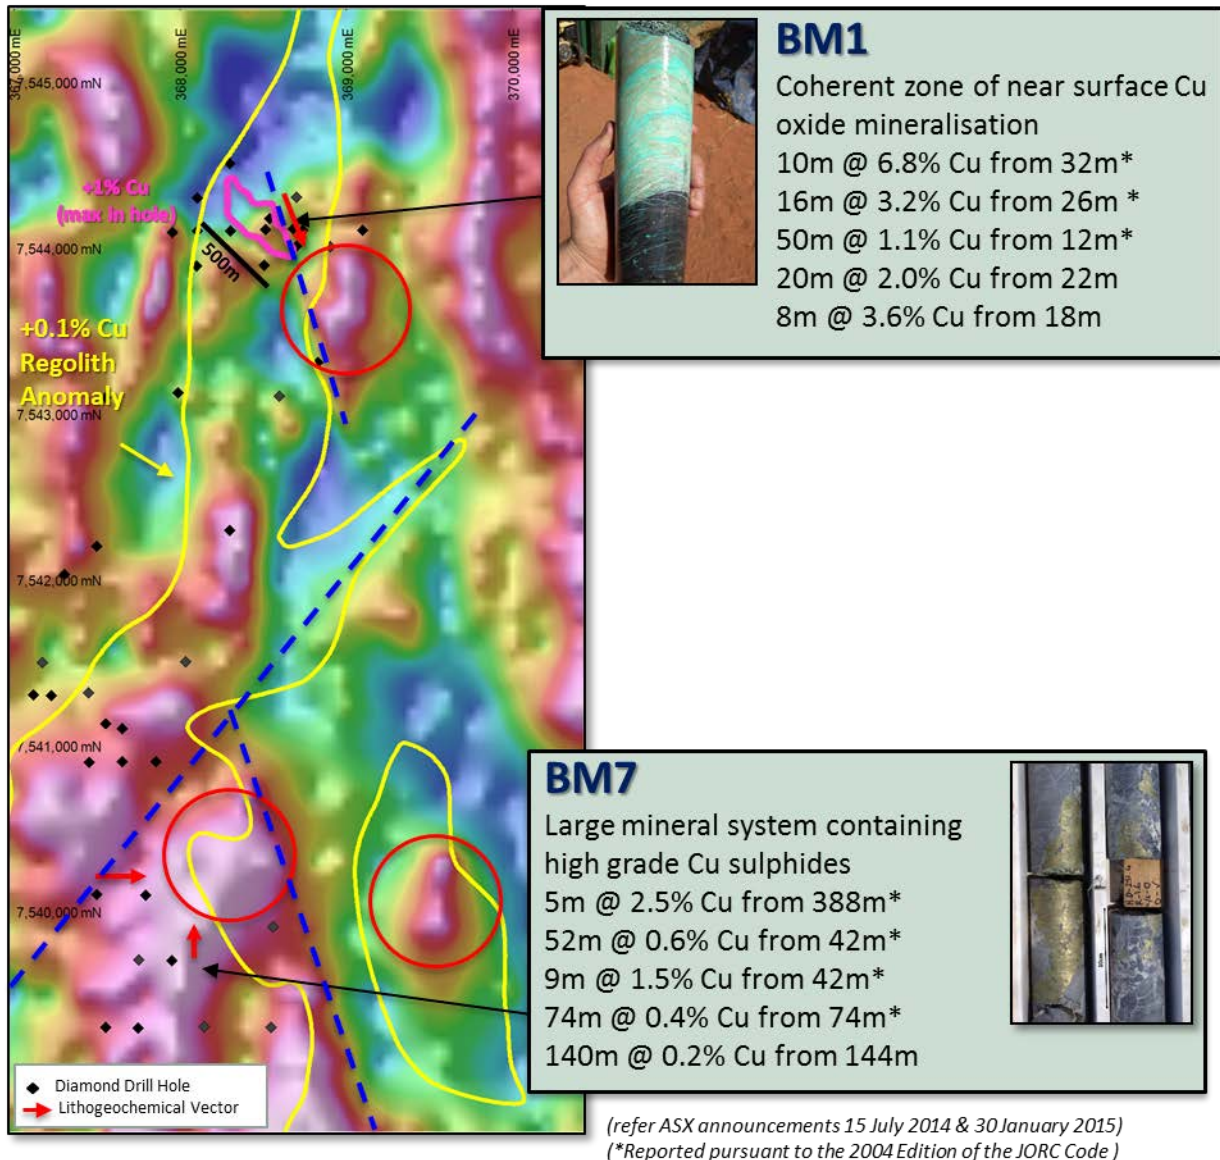 367,000 mE
368,000 mE
369,000 mE
370,000 mE
7,545,000 mN
+1% Cu
(max in hole)
7,544,000 mN
500m
+0.1% Cu
Regolith
Anomaly
7,543,000 mN
7,542,000 mN
7,541,000 mN
7,540,000 mN
Diamond Drill Hole
Lithogeochemical Vector
BM1
Coherent zone of near surface Cu
oxide mineralisation
10m @ 6.8% Cu from 32m*
16m @ 3.2% Cu from 26m *
50m @ 1.1% Cu from 12m*
20m @ 2.0% Cu from 22m
8m @ 3.6% Cu from 18m
BM7
Large mineral system containing
high grade Cu sulphides
5m @ 2.5% Cu from 388m*
52m @ 0.6% Cu from 42m*
9m @ 1.5% Cu from 42m*
74m @ 0.4% Cu from 74m*
140m @ 0.2% Cu from 144m
(refer ASX announcements 15 July 2014 & 30 January 2015)
(*Reported pursuant to the 2004 Edition of the JORC Code )